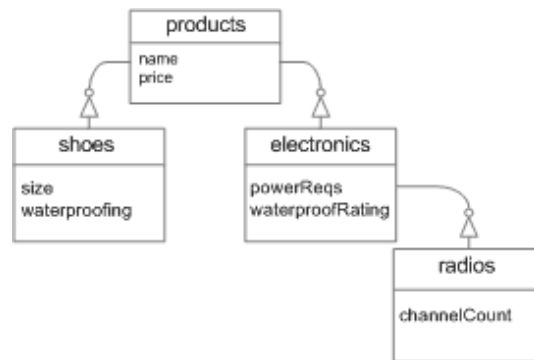 products
name
price
shoes
size
waterproofing
electronics
powerReqs
waterproofRating
radios
channelCount